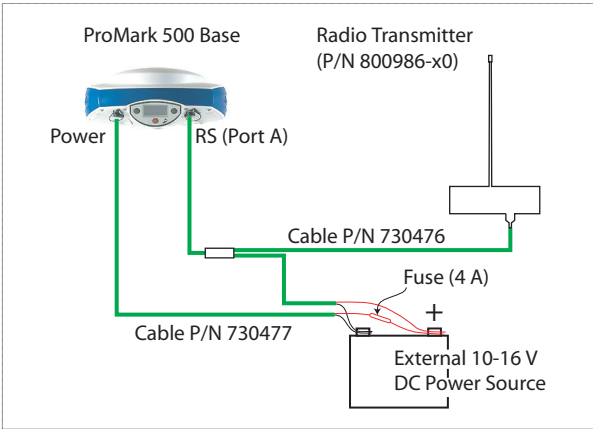 ProMark 500 Base
Radio Transmitter
(P/N 800986-x0)
Power
RS (Port A)
Cable P/N 730476
Fuse (4 A)
+
Cable P/N 730477
External 10-16 V
DC Power Source